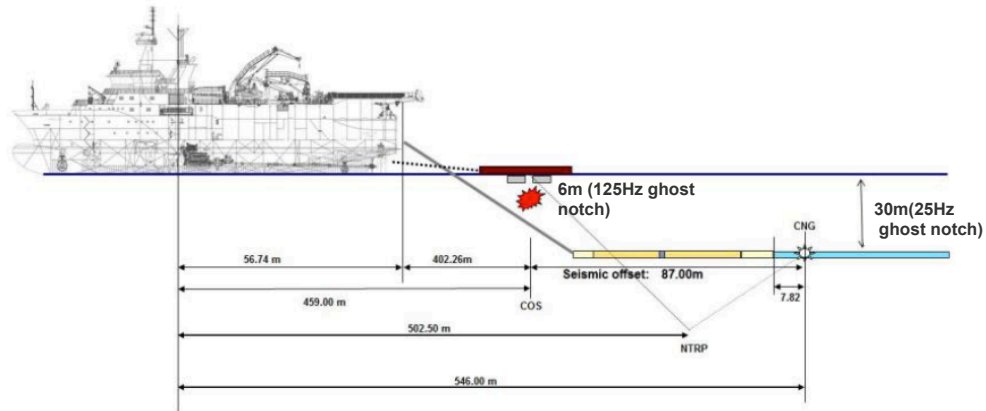 6m (125Hz ghost
notch)
30m(25Hz
ghost notch)
CNG
56.74 m
402.26m
Seismic offset: 87.00m
7.82
459.00 m
COS
502.50 m
NTRP
546.00 m